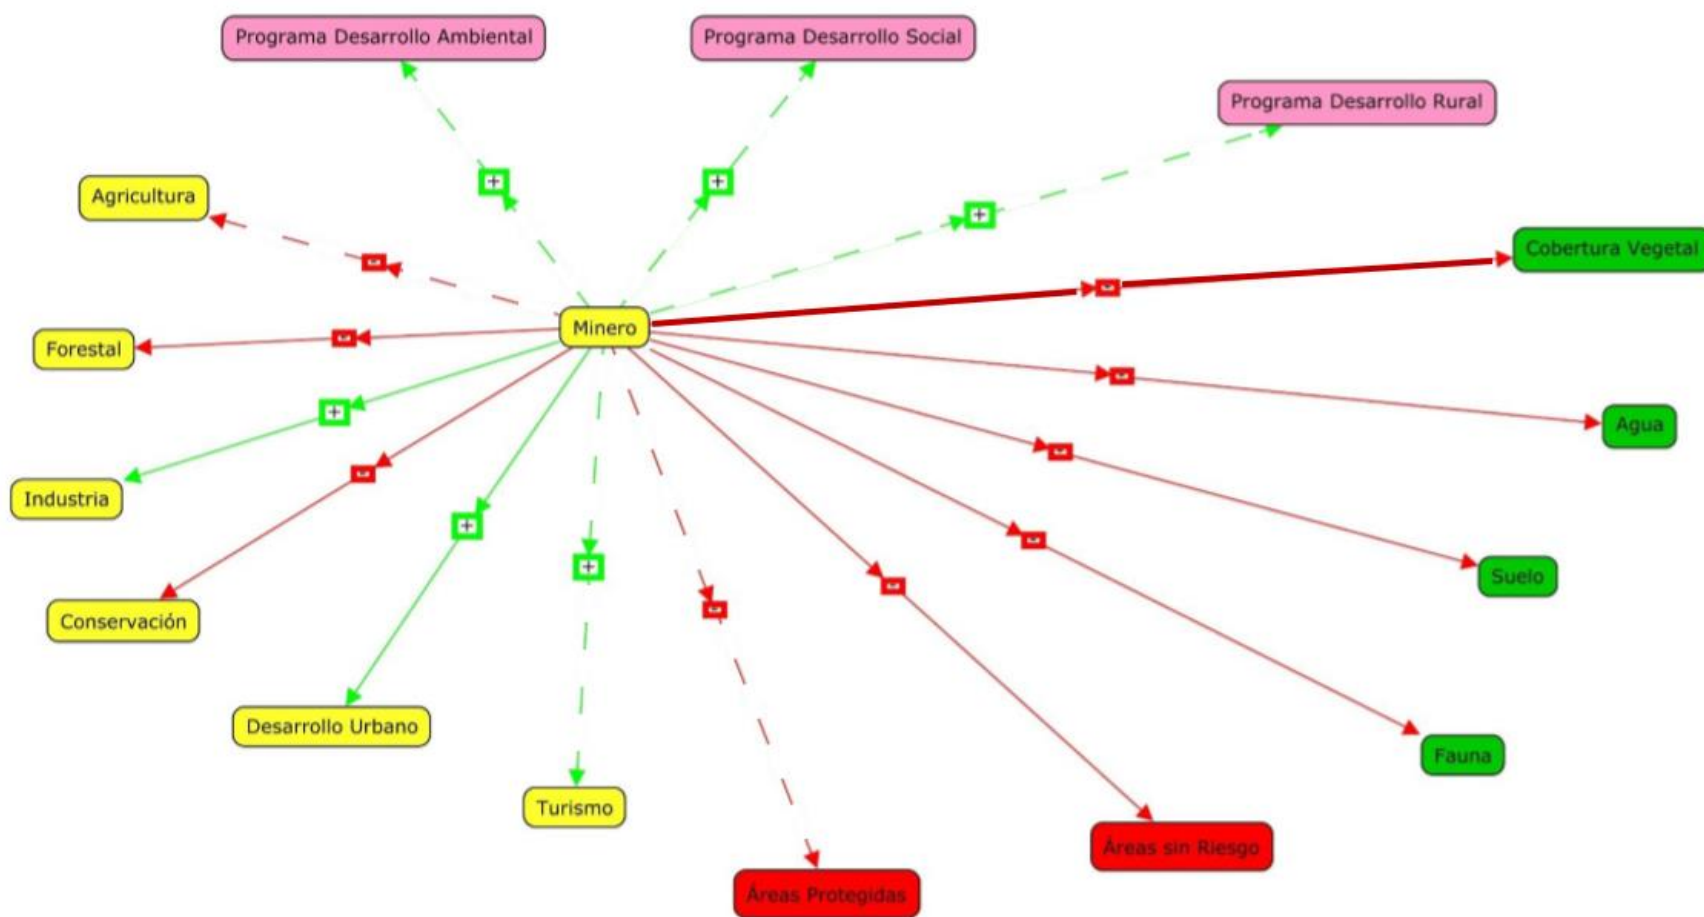 Programa Desarrollo Ambiental
Programa Desarrollo Social
Programa Desarrollo Rural
+
+
+
Agricultura
-
Cobertura Vegetal
-
Minero
Forestal
-
-
Agua
+
Industria
-
-
Conservación
+
-
Suelo
+
-
-
-
Desarrollo Urbano
Fauna
Turismo
Áreas sin Riesgo
Áreas Protegidas